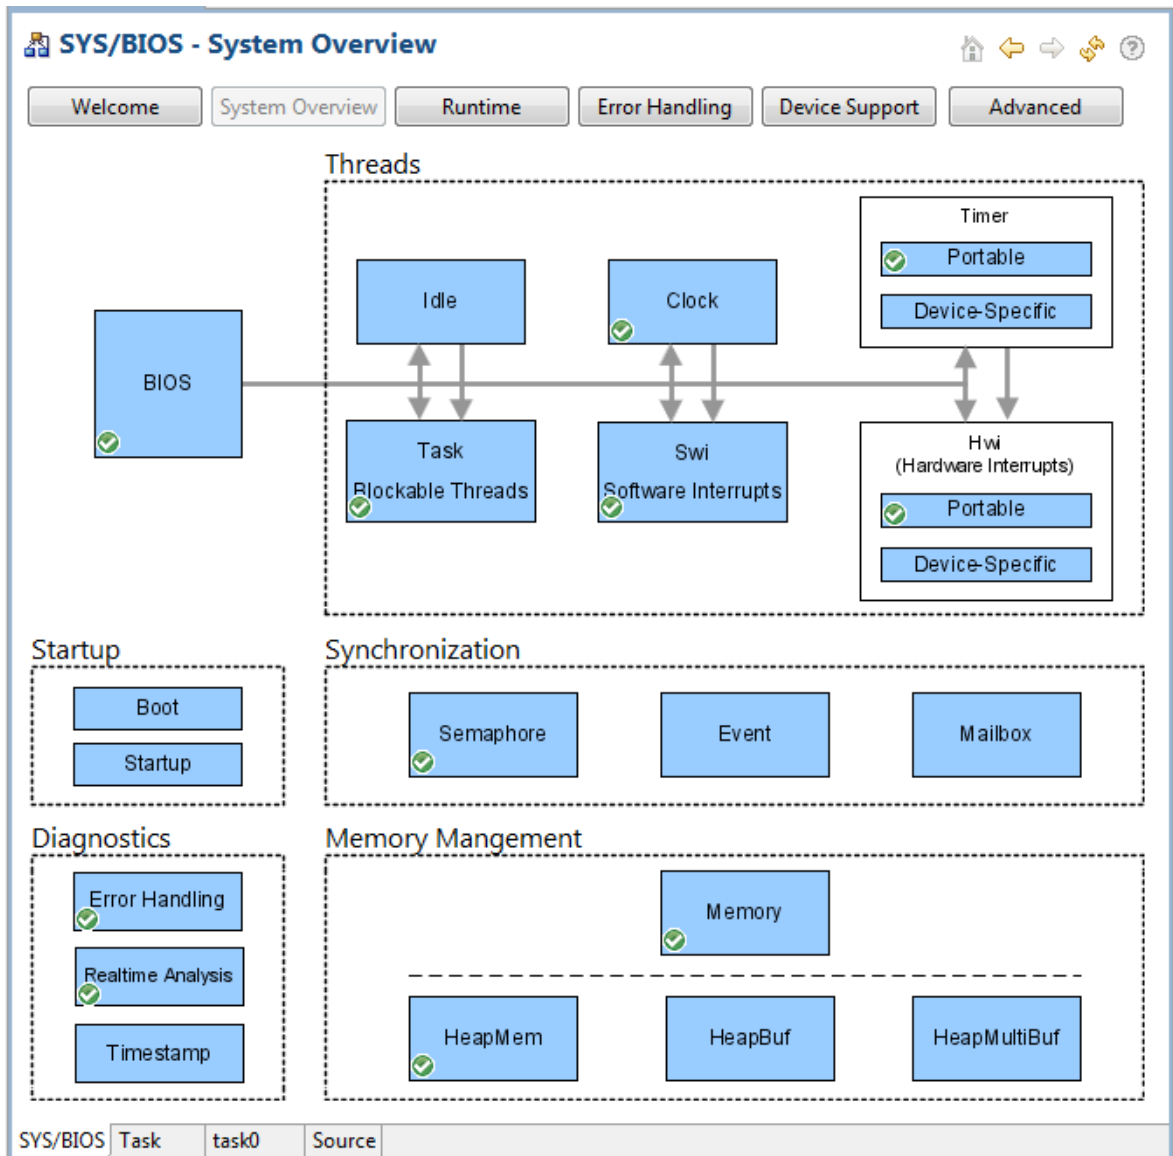 SYS/BIOS - System Overview
Welcome
System Overview
Runtime
Error Handling
Device Support
Advanced
Threads
Timer
Portable
Device-Specific
Idle
Clock
BIOS
Task
Blockable Threads
Swi
Software Interrupts
Hwi
(Hardware Interrupts)
Portable
Device-Specific
Startup
Boot
Startup
Synchronization
Semaphore
Event
Mailbox
Diagnostics
Error Handling
Realtime Analysis
Timestamp
Memory Mangement
Memory
HeapMem
HeapBuf
HeapMultiBuf
SYS/BIOS
Task
task0
Source